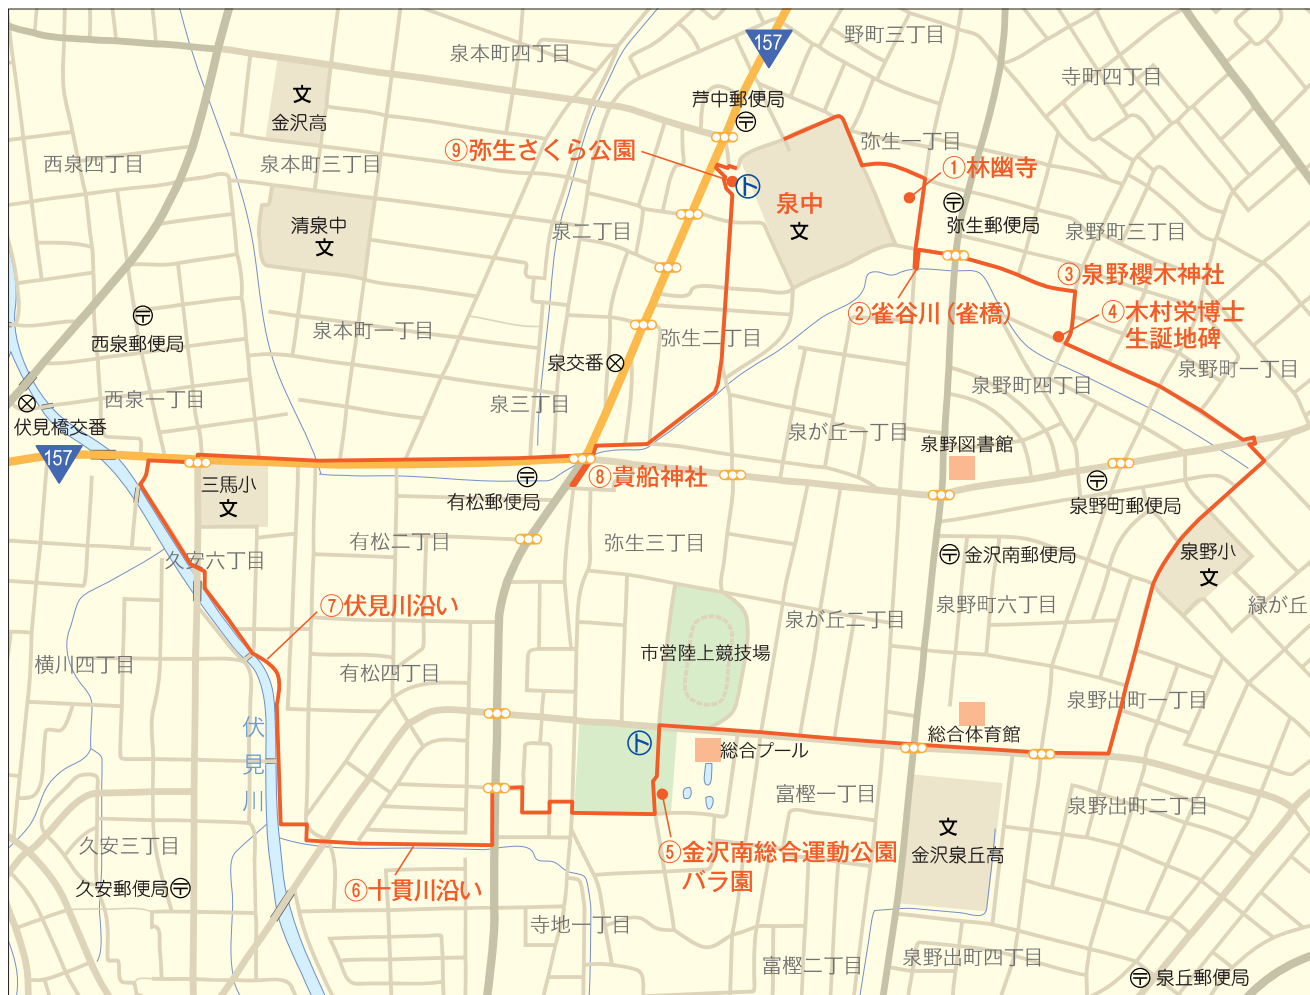 157
野町三丁目
泉本町四丁目
寺町四丁目
芦中郵便局
文
金沢高
⑨弥生さくら公園
弥生一丁目
①林幽寺
西泉四丁目
泉本町三丁目
泉中
文
清泉中
文
泉二丁目
弥生郵便局
泉野町三丁目
③泉野櫻木神社
②雀谷川(雀橋)
④木村栄博士
生誕地碑
西泉郵便局
泉本町一丁目
弥生二丁目
泉交番
泉野町一丁目
泉野町四丁目
西泉一丁目
泉三丁目
伏見橋交番
泉が丘一丁目
泉野図書館
157
⑧貴船神社
三馬小
文
有松郵便局
泉野町郵便局
有松二丁目
弥生三丁目
泉野小
文
金沢南郵便局
久安六丁目
⑦伏見川沿い
泉が丘二丁目
泉野町六丁目
緑が丘
横川四丁目
有松四丁目
市営陸上競技場
泉野出町一丁目
伏見川
ト
総合プール
総合体育館
富樫一丁目
泉野出町二丁目
久安三丁目
⑤金沢南総合運動公園
バラ園
文
金沢泉丘高
久安郵便局
⑥十貫川沿い
寺地一丁目
富樫二丁目
泉野出町四丁目
泉丘郵便局
ト